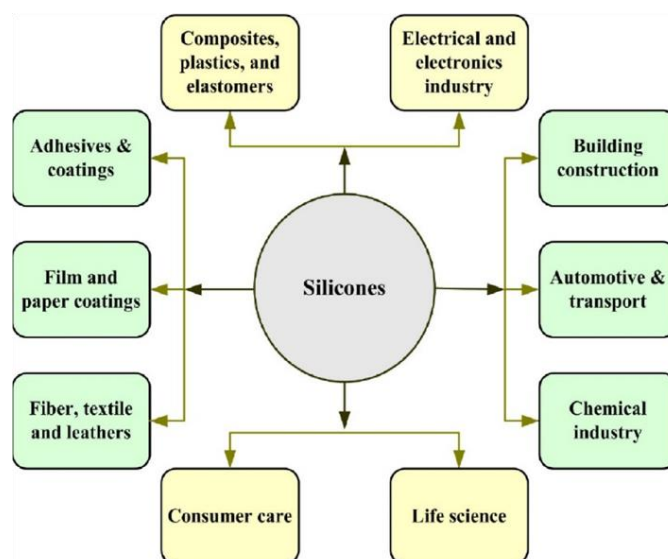 Composites,
plastics, and
elastomers
Electrical and
electronics
industry
Adhesives &
coatings
Building
construction
Film and
paper coatings
Silicones
Automotive &
transport
Fiber, textile
and leathers
Chemical
industry
Consumer care
Life science